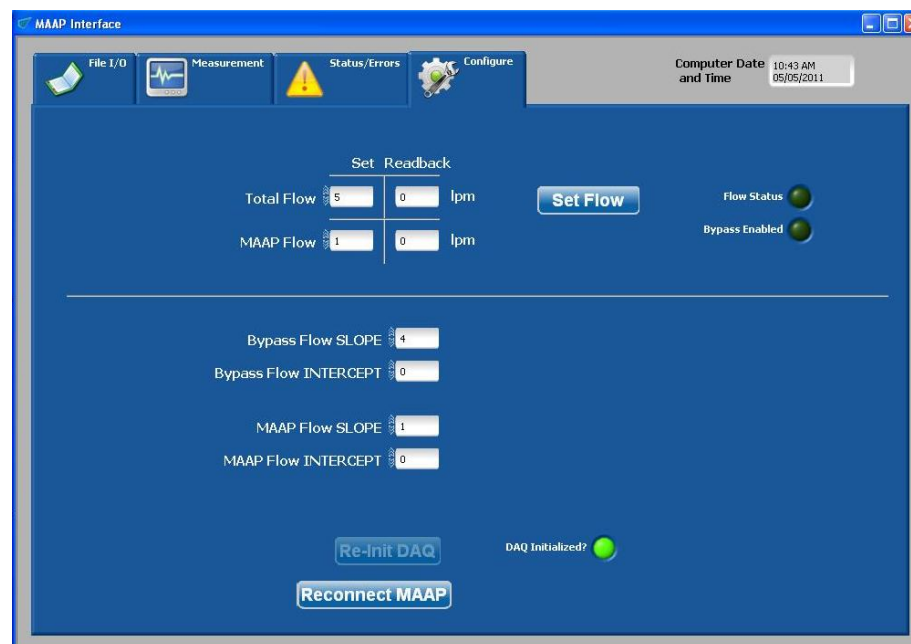 MAAP Interface
File I/O
Measurement
Status/Errors
Configure
Computer Date and Time
10:43 AM
05/05/2011
Set Readback
Total Flow 5 0 lpm
Set Flow
Flow Status
MAAP Flow 1 0 lpm
Bypass Enabled
Bypass Flow SLOPE 4
Bypass Flow INTERCEPT 0
MAAP Flow SLOPE 1
MAAP Flow INTERCEPT 0
Re-Init DAQ
DAQ Initialized?
Reconnect MAAP